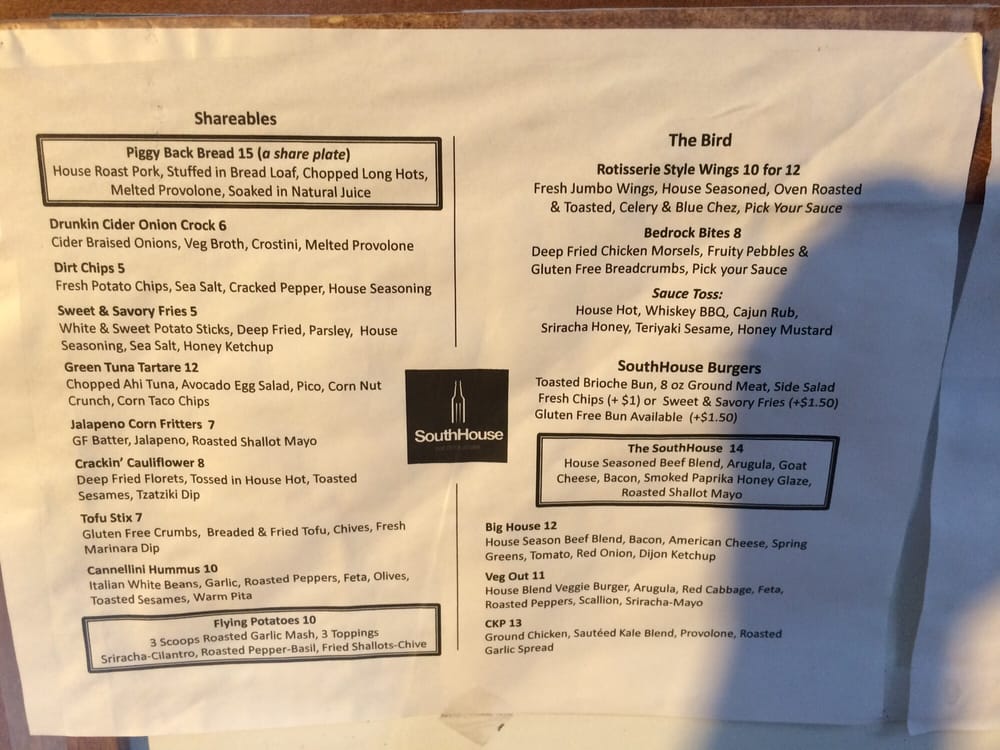 Shareables
Piggy Back Bread 15 (a share plate)
House Roast Pork, Stuffed in Bread Loaf, Chopped Long Hots,
Melted Provolone, Soaked in Natural Juice
Drunkin Cider Onion Crock 6
Cider Braised Onions, Veg Broth, Crostini, Melted Provolone
Dirt Chips 5
Fresh Potato Chips, Sea Salt, Cracked Pepper, House Seasoning
Sweet & Savory Fries 5
White & Sweet Potato Sticks, Deep Fried, Parsley, House
Seasoning, Sea Salt, Honey Ketchup
Green Tuna Tartare 12
Chopped Ahi Tuna, Avocado Egg Salad, Pico, Corn Nut
Crunch, Corn Taco Chips
Jalapeno Corn Fritters 7
GF Batter, Jalapeno, Roasted Shallot Mayo
Crackin' Cauliflower 8
Deep Fried Florets, Tossed in House Hot, Toasted
Sesames, Tzatziki Dip
Tofu Stix 7
Gluten Free Crumbs, Breaded & Fried Tofu, Chives, Fresh
Marinara Dip
Cannellini Hummus 10
Italian White Beans, Garlic, Roasted Peppers, Feta, Olives,
Toasted Sesames, Warm Pita
Flying Potatoes 10
3 Scoops Roasted Garlic Mash, 3 Toppings
Sriracha-Cilantro, Roasted Pepper-Basil, Fried Shallots-Chive
SouthHouse
The Bird
Rotisserie Style Wings 10 for 12
Fresh Jumbo Wings, House Seasoned, Oven Roasted
& Toasted, Celery & Blue Chez, Pick Your Sauce
Bedrock Bites 8
Deep Fried Chicken Morsels, Fruity Pebbles &
Gluten Free Breadcrumbs, Pick your Sauce
Sauce Toss:
House Hot, Whiskey BBQ, Cajun Rub,
Sriracha Honey, Teriyaki Sesame, Honey Mustard
SouthHouse Burgers
Toasted Brioche Bun, 8 oz Ground Meat, Side Salad
Fresh Chips (+ $1) or Sweet & Savory Fries (+$1.50)
Gluten Free Bun Available (+$1.50)
The SouthHouse 14
House Seasoned Beef Blend, Arugula, Goat
Cheese, Bacon, Smoked Paprika Honey Glaze,
Roasted Shallot Mayo
Big House 12
House Season Beef Blend, Bacon, American Cheese, Spring
Greens, Tomato, Red Onion, Dijon Ketchup
Veg Out 11
House Blend Veggie Burger, Arugula, Red Cabbage, Feta,
Roasted Peppers, Scallion, Sriracha-Mayo
CKP 13
Ground Chicken, Sautéed Kale Blend, Provolone, Roasted
Garlic Spread